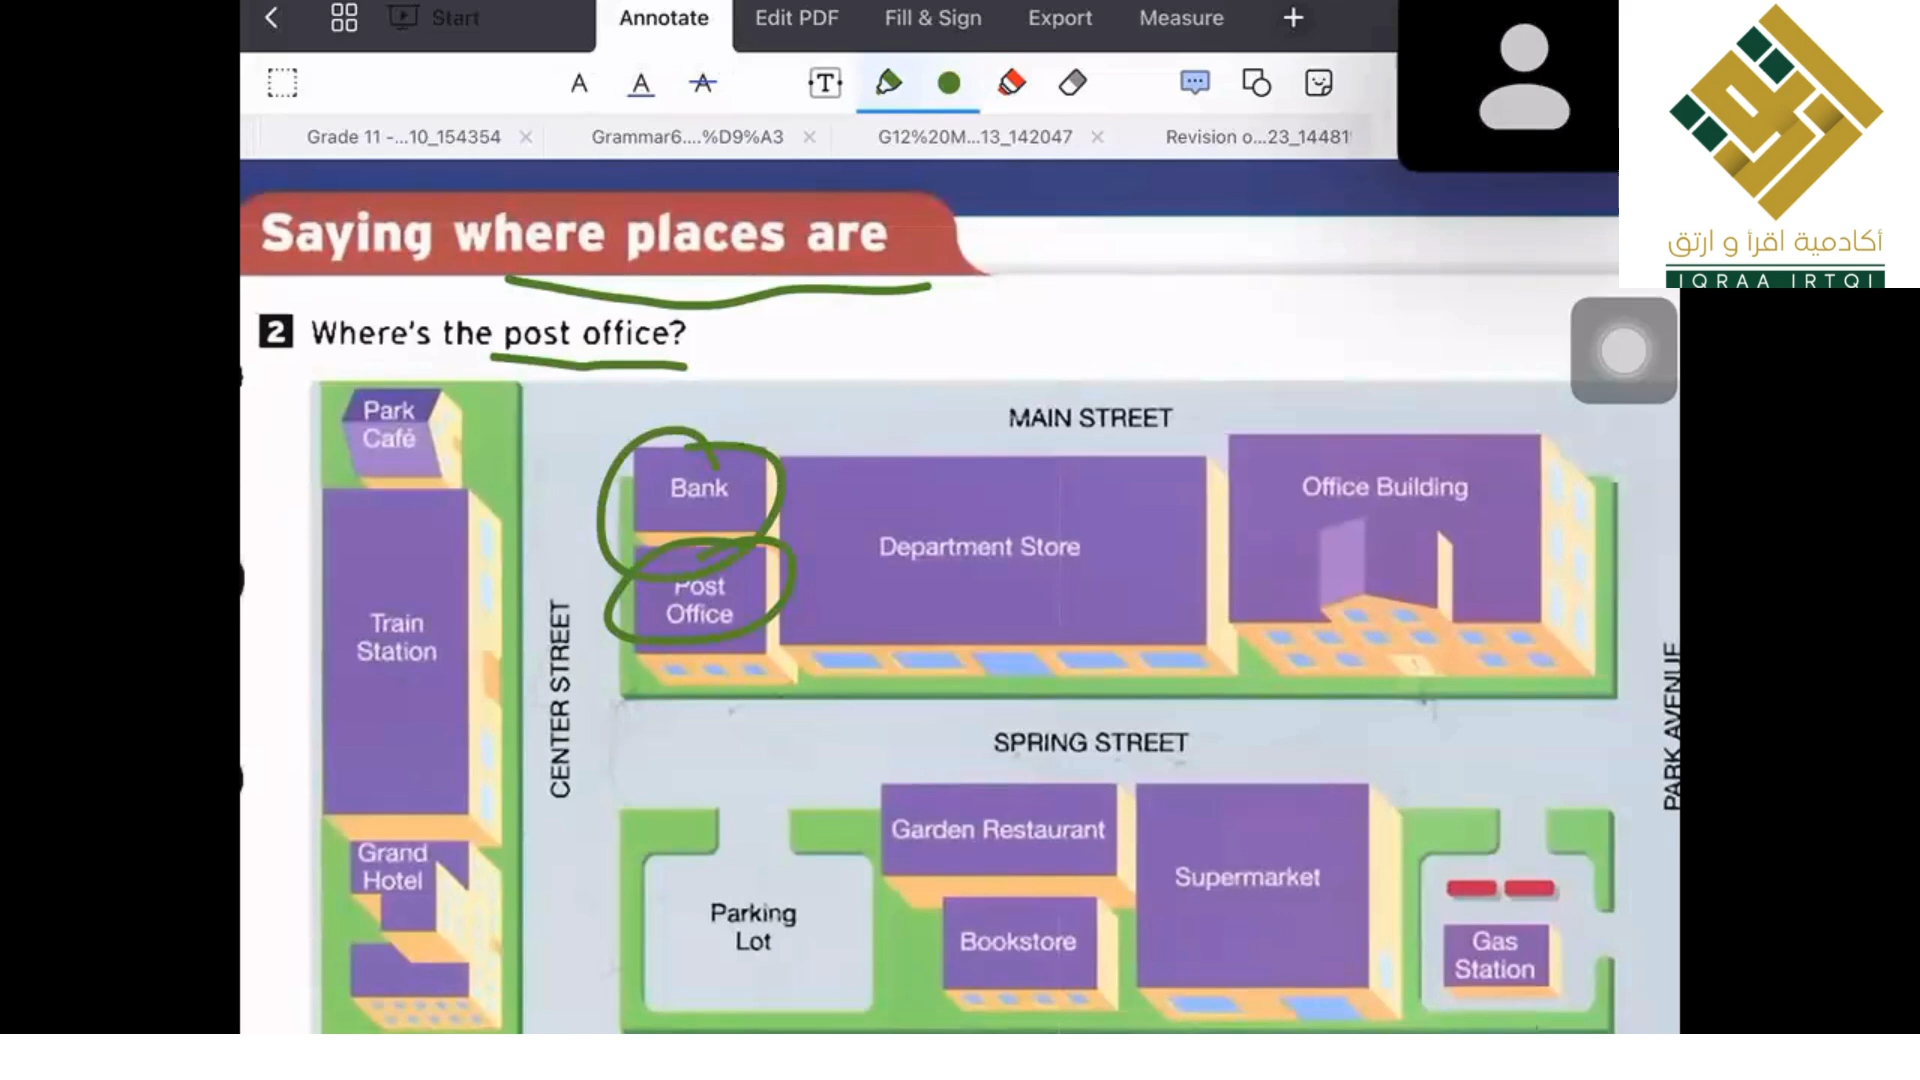 Start
Annotate
Edit PDF
Fill & Sign
Export
Measure
Grade 11 -...10_154354
Grammar6....%D9%A3
G12%20M...13_142047
Revision o...23_14481
أكاديمية اقرأ و ارتق
IQRAA IRTQI
Saying where places are
2 Where's the post office?
MAIN STREET
Park
Café
Bank
Office Building
Department Store
Post
Office
Train
Station
CENTER STREET
PARK AVENUE
SPRING STREET
Garden Restaurant
Grand
Hotel
Supermarket
Parking
Lot
Bookstore
Gas
Station